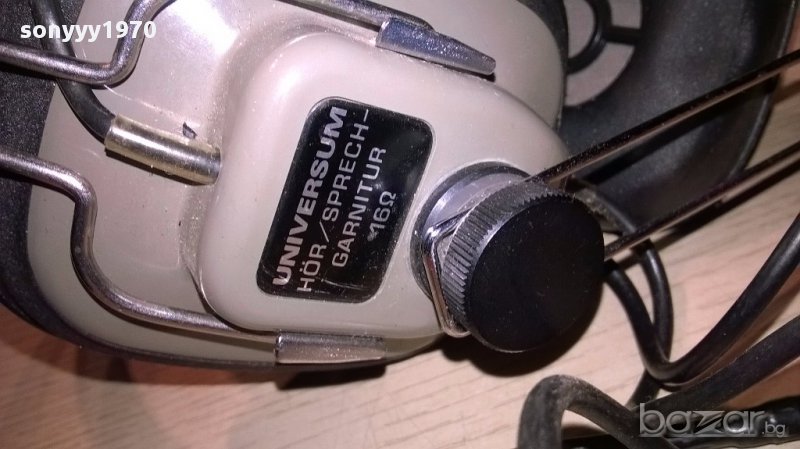 sonyyy1970
UNIVERSUM
HÖR/SPRECH-
GARNITUR
16Ω
bazar.bg